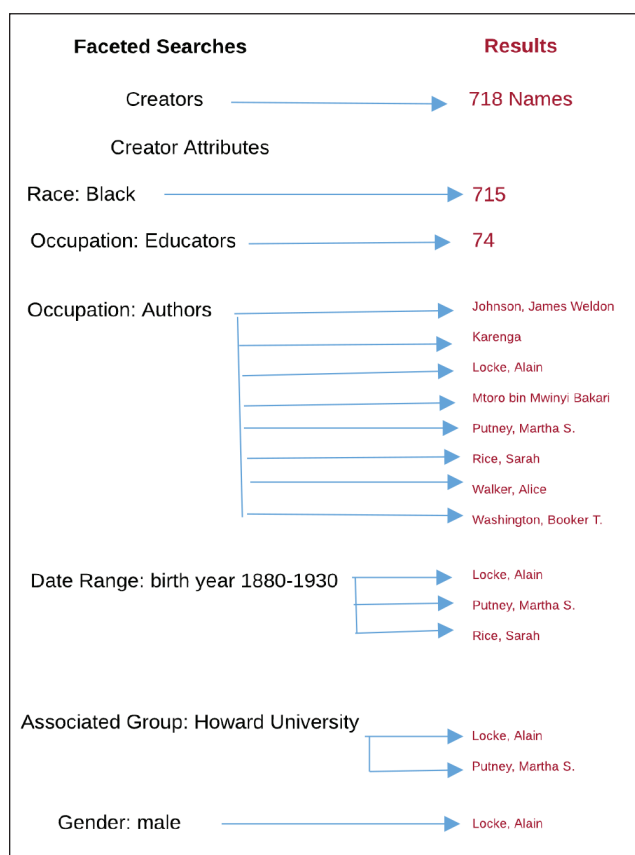 Faceted Searches Results
Creators 718 Names
Creator Attributes
Race: Black 715
Occupation: Educators 74
Occupation: Authors Johnson, James Weldon
Karenga
Locke, Alain
Mtoro bin Mwinyi Bakari
Putney, Martha S.
Rice, Sarah
Walker, Alice
Washington, Booker T.
Date Range: birth year 1880-1930 Locke, Alain
Putney, Martha S.
Rice, Sarah
Associated Group: Howard University Locke, Alain
Putney, Martha S.
Gender: male Locke, Alain